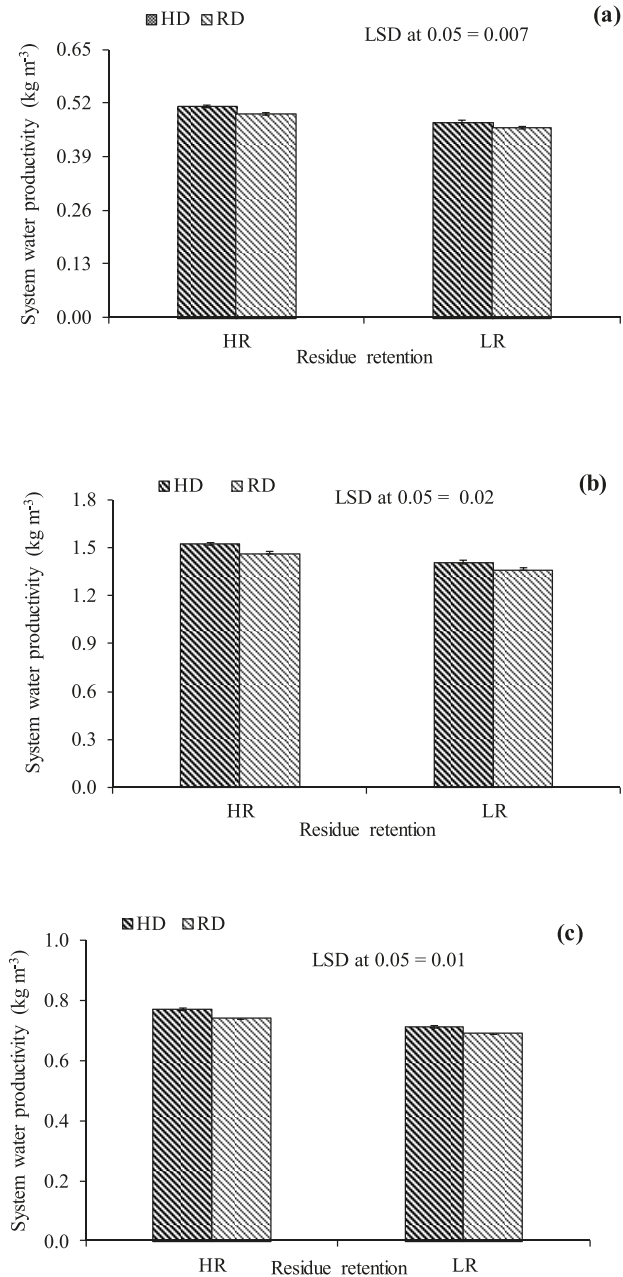 HD RD
LSD at 0.05 = 0.007
(a)
System water productivity (kg m-3)
0.65
0.52
0.39
0.26
0.13
0.00
HR
LR
Residue retention
HD RD
LSD at 0.05 = 0.02
(b)
System water productivity (kg m-3)
1.8
1.5
1.2
0.9
0.6
0.3
0.0
HR
LR
Residue retention
HD RD
LSD at 0.05 = 0.01
(c)
System water productivity (kg m-3)
1.0
0.8
0.6
0.4
0.2
0.0
HR
LR
Residue retention